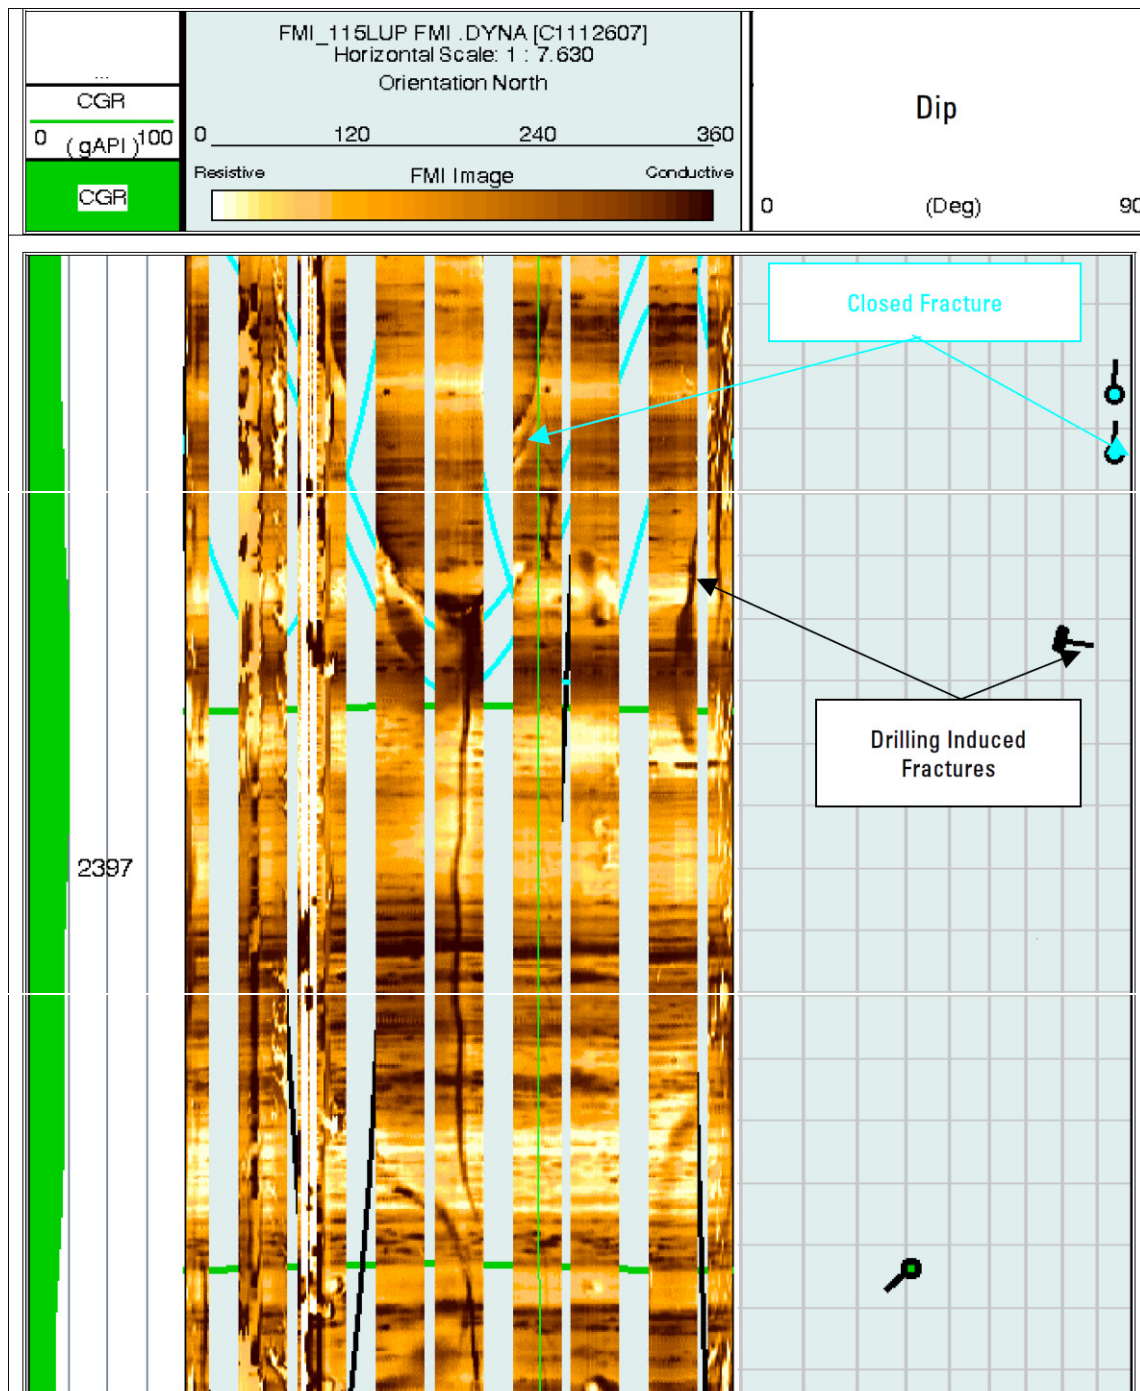 ...
CGR
0 (gAPI) 100
CGR
FMI_115LUP FMI .DYNA [C1112607]
Horizontal Scale: 1 : 7.630
Orientation North
0 120 240 360
Resistive FMI Image Conductive
Dip
0 (Deg) 90
Closed Fracture
Drilling Induced
Fractures
2397